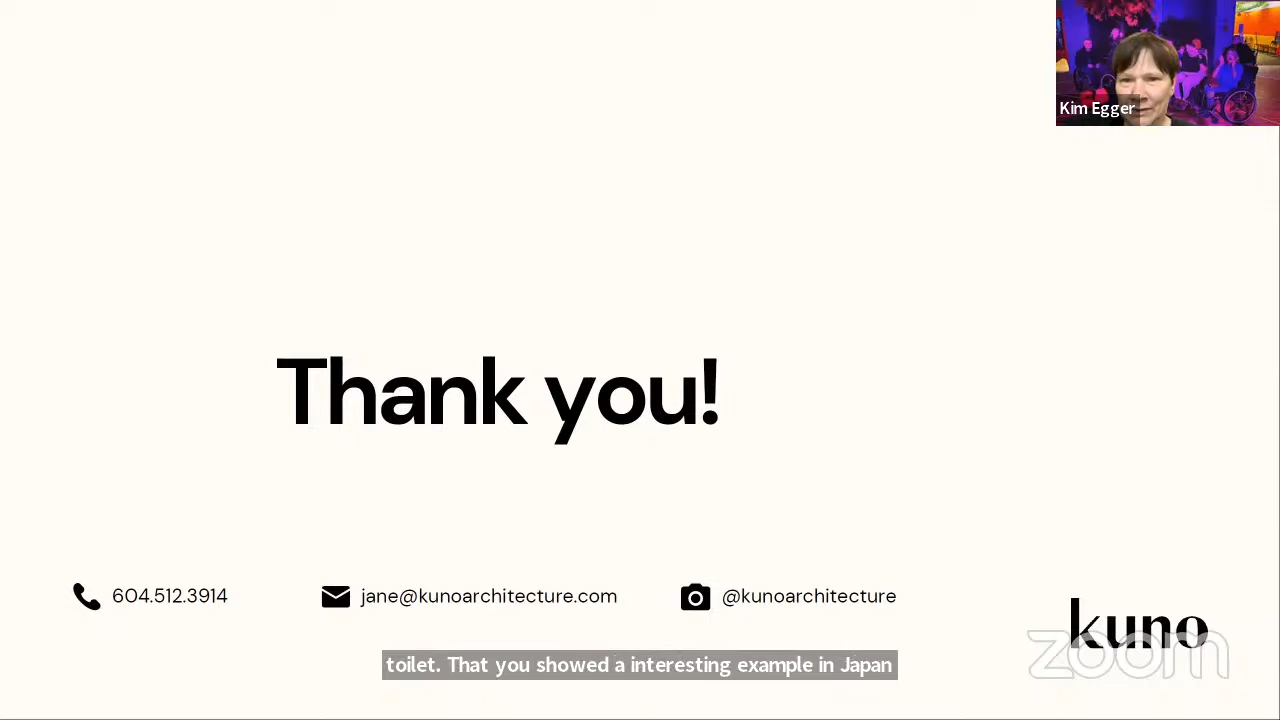 Kim Egger
Thank you!
604.512.3914
jane@kunoarchitecture.com
@kunoarchitecture
kuno
zoom
toilet. That you showed a interesting example in Japan